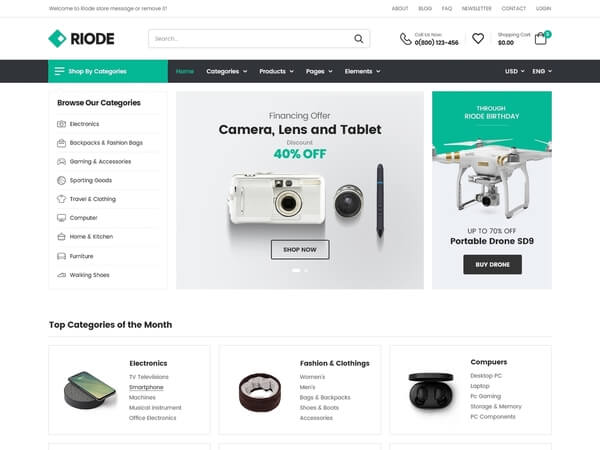 Welcome to Riode store message or remove it!
ABOUT BLOG FAQ NEWSLETTER CONTACT LOGIN
RIODE
Search...
Call Us Now:
0(800) 123-456
Shopping Cart
$0.00
Shop By Categories
Home Categories Products Pages Elements
USD ENG
Browse Our Categories
Electronics
Backpacks & Fashion Bags
Gaming & Accessories
Sporting Goods
Travel & Clothing
Computer
Home & Kitchen
Furniture
Walking Shoes
Financing Offer
Camera, Lens and Tablet
Discount
40% OFF
SHOP NOW
THROUGH
RIODE BIRTHDAY
UP TO 70% OFF
Portable Drone SD9
BUY DRONE
Top Categories of the Month
Electronics
TV Televisions
Smartphone
Machines
Musical Instrument
Office Electronics
Fashion & Clothings
Women's
Men's
Bags & Backpacks
Shoes & Boots
Accessories
Compuers
Desktop PC
Laptop
Pc Gaming
Storage & Memory
PC Components